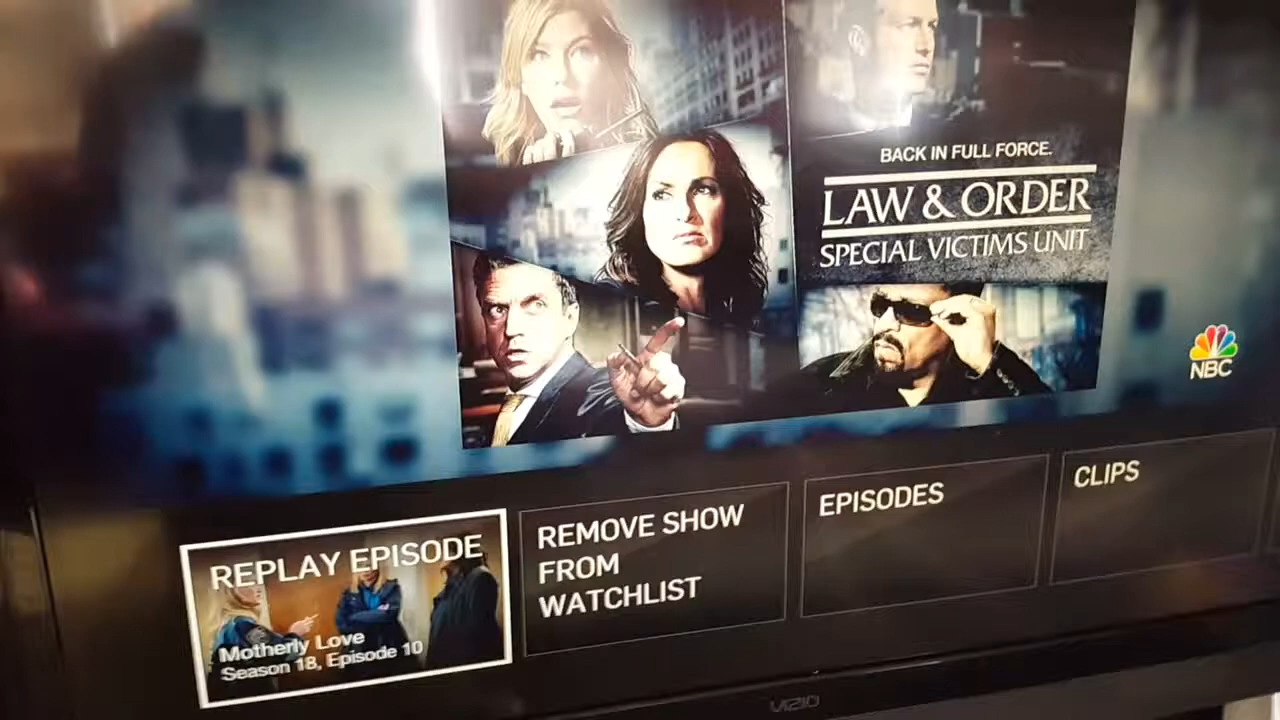 BACK IN FULL FORCE.
LAW & ORDER
SPECIAL VICTIMS UNIT
NBC
REPLAY EPISODE
Motherly Love
Season 18, Episode 10
REMOVE SHOW
FROM
WATCHLIST
EPISODES
CLIPS
VIZIO